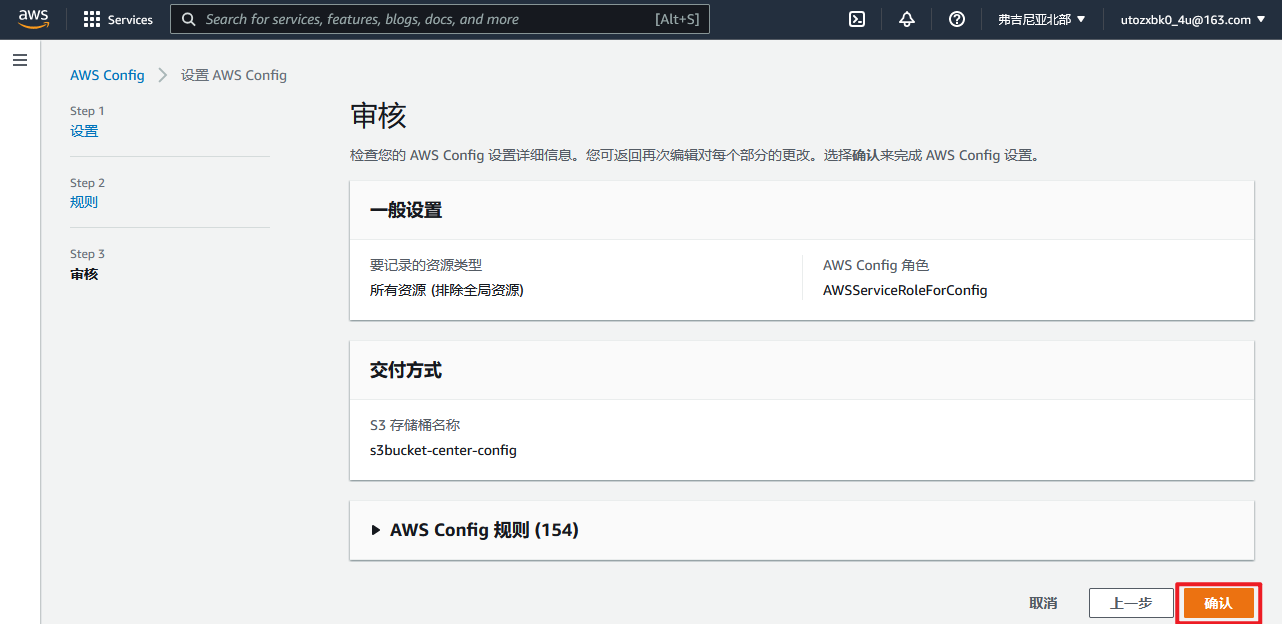 aws Services Search for services, features, blogs, docs, and more [Alt+S] 弗吉尼亚北部 utozxbk0_4u@163.com
AWS Config 设置 AWS Config
Step 1
设置
Step 2
规则
Step 3
审核
审核
检查您的 AWS Config 设置详细信息。您可返回再次编辑对每个部分的更改。选择确认来完成 AWS Config 设置。
一般设置
要记录的资源类型
所有资源 (排除全局资源)
AWS Config 角色
AWSServiceRoleForConfig
交付方式
S3 存储桶名称
s3bucket-center-config
AWS Config 规则 (154)
取消 上一步 确认